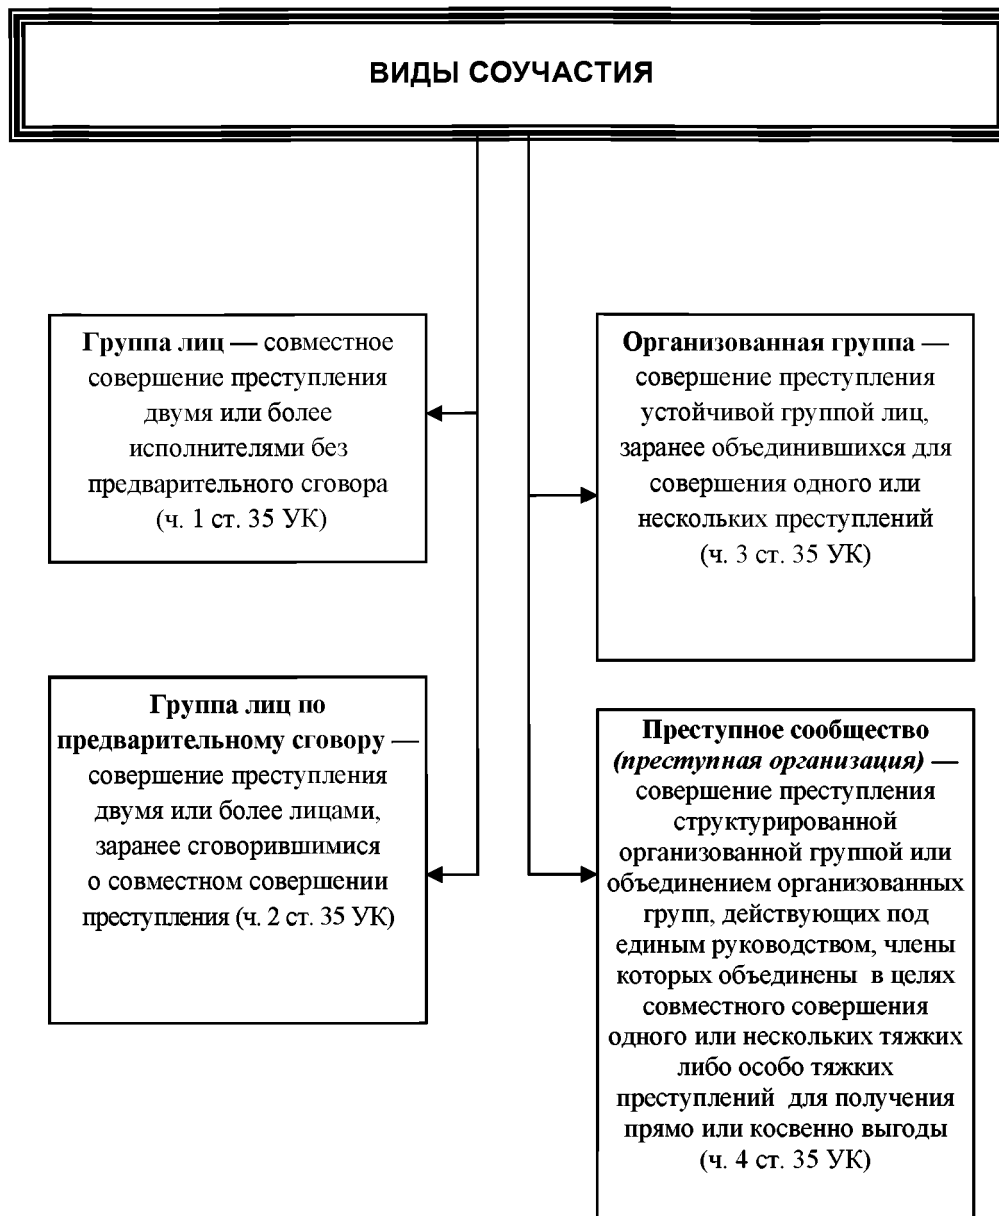 ВИДЫ СОУЧАСТИЯ
Группа лиц — совместное
совершение преступления
двумя или более
исполнителями без
предварительного сговора
(ч. 1 ст. 35 УК)
Группа лиц по
предварительному сговору —
совершение преступления
двумя или более лицами,
заранее сговорившимися
о совместном совершении
преступления (ч. 2 ст. 35 УК)
Организованная группа —
совершение преступления
устойчивой группой лиц,
заранее объединившихся для
совершения одного или
нескольких преступлений
(ч. 3 ст. 35 УК)
Преступное сообщество
(преступная организация) —
совершение преступления
структурированной
организованной группой или
объединением организованных
групп, действующих под
единым руководством, члены
которых объединены в целях
совместного совершения
одного или нескольких тяжких
либо особо тяжких
преступлений для получения
прямо или косвенно выгоды
(ч. 4 ст. 35 УК)